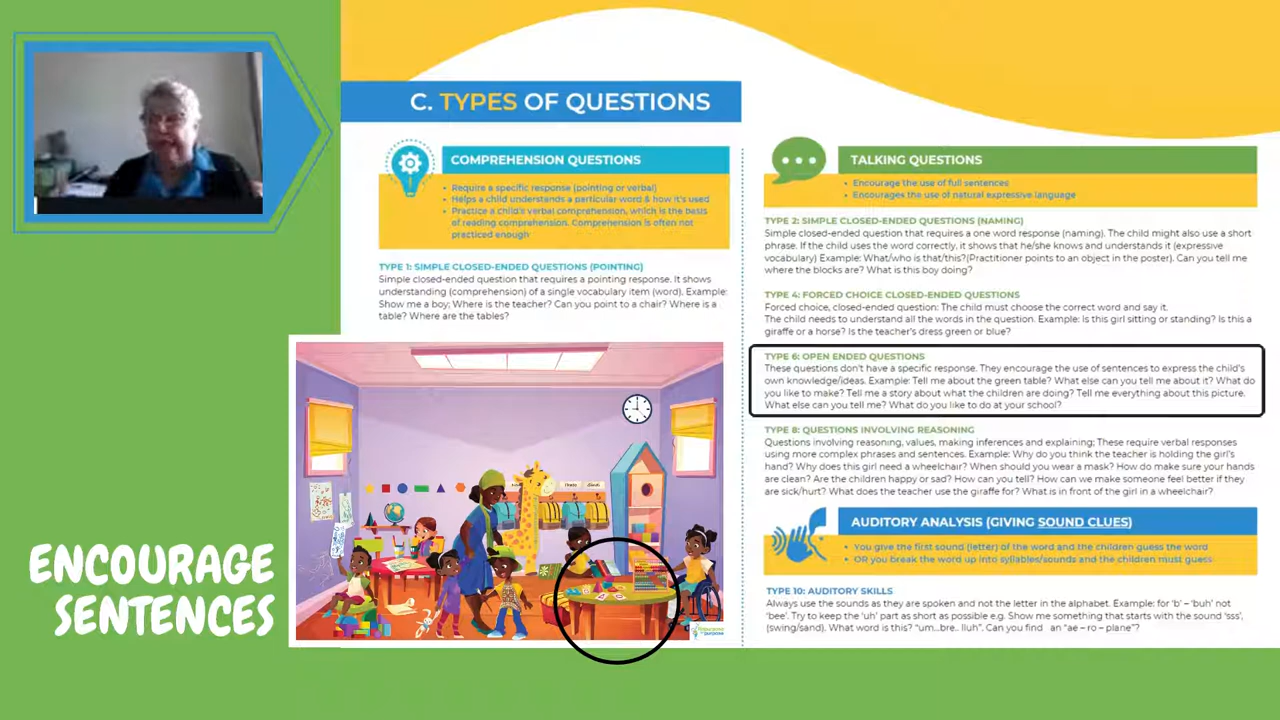 C. TYPES OF QUESTIONS
COMPREHENSION QUESTIONS
• Require a specific response (pointing or verbal)
• Helps a child understands a particular word & how it's used
• Practice a child's verbal comprehension, which is the basis
of reading comprehension. Comprehension is often not
practiced enough
TYPE 1: SIMPLE CLOSED-ENDED QUESTIONS (POINTING)
Simple closed-ended question that requires a pointing response. It shows
understanding (comprehension) of a single vocabulary item (word). Example:
Show me a boy; Where is the teacher? Can you point to a chair? Where is a
table? Where are the tables?
ENCOURAGE
SENTENCES
TALKING QUESTIONS
• Encourage the use of full sentences
• Encourages the use of natural expressive language
TYPE 2: SIMPLE CLOSED-ENDED QUESTIONS (NAMING)
Simple closed-ended question that requires a one word response (naming). The child might also use a short
phrase. If the child uses the word correctly, it shows that he/she knows and understands it (expressive
vocabulary) Example: What/who is that/this?(Practitioner points to an object in the poster). Can you tell me
where the blocks are? What is this boy doing?
TYPE 4: FORCED CHOICE CLOSED-ENDED QUESTIONS
Forced choice, closed-ended question: The child must choose the correct word and say it.
The child needs to understand all the words in the question. Example: Is this girl sitting or standing? Is this a
giraffe or a horse? Is the teacher's dress green or blue?
TYPE 6: OPEN ENDED QUESTIONS
These questions don't have a specific response. They encourage the use of sentences to express the child's
own knowledge/ideas. Example: Tell me about the green table? What else can you tell me about it? What do
you like to make? Tell me a story about what the children are doing? Tell me everything about this picture.
What else can you tell me? What do you like to do at your school?
TYPE 8: QUESTIONS INVOLVING REASONING
Questions involving reasoning, values, making inferences and explaining; These require verbal responses
using more complex phrases and sentences. Example: Why do you think the teacher is holding the girl's
hand? Why does this girl need a wheelchair? When should you wear a mask? How do make sure your hands
are clean? Are the children happy or sad? How can you tell? How can we make someone feel better if they
are sick/hurt? What does the teacher use the giraffe for? What is in front of the girl in a wheelchair?
AUDITORY ANALYSIS (GIVING SOUND CLUES)
• You give the first sound (letter) of the word and the children guess the word
• OR you break the word up into syllables/sounds and the children must guess
TYPE 10: AUDITORY SKILLS
Always use the sounds as they are spoken and not the letter in the alphabet. Example: for 'b' – 'buh' not
'bee'. Try to keep the 'uh' part as short as possible e.g. Show me something that starts with the sound 'sss',
(swing/sand). What word is this? "um...bre.. lluh". Can you find an "ae – ro – plane"?